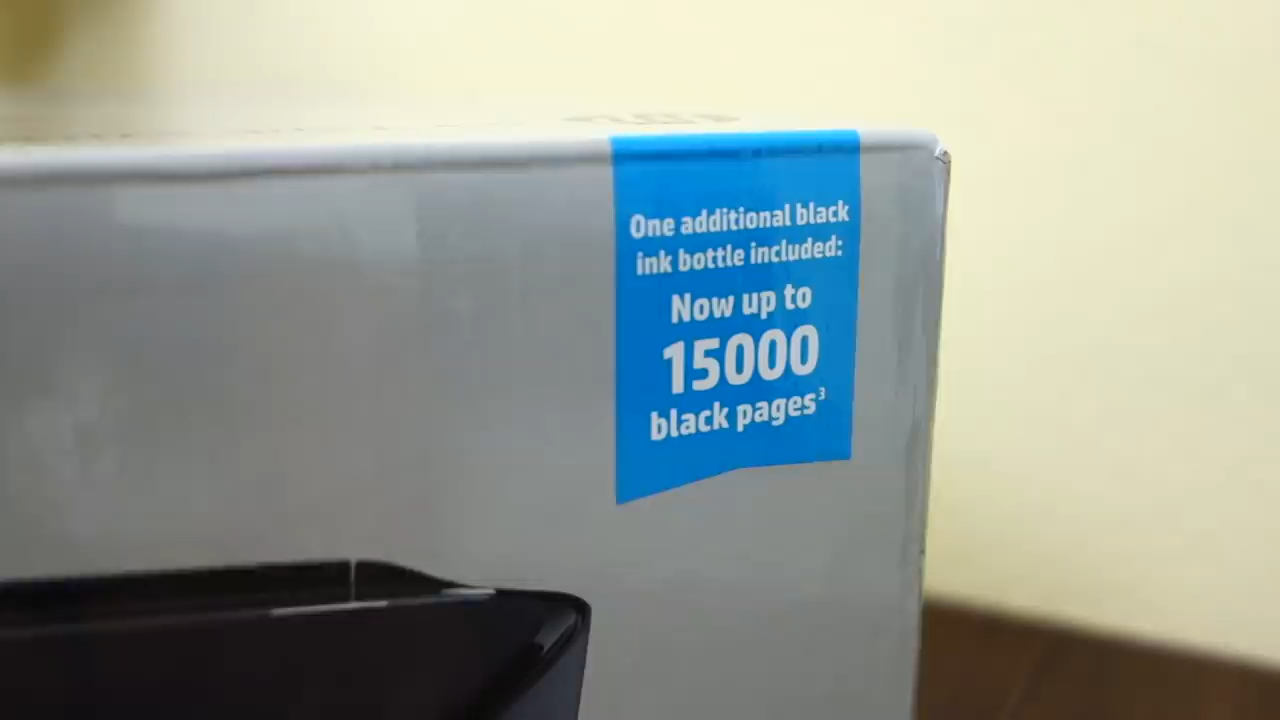 One additional black
ink bottle included:
Now up to
15000
black pages³